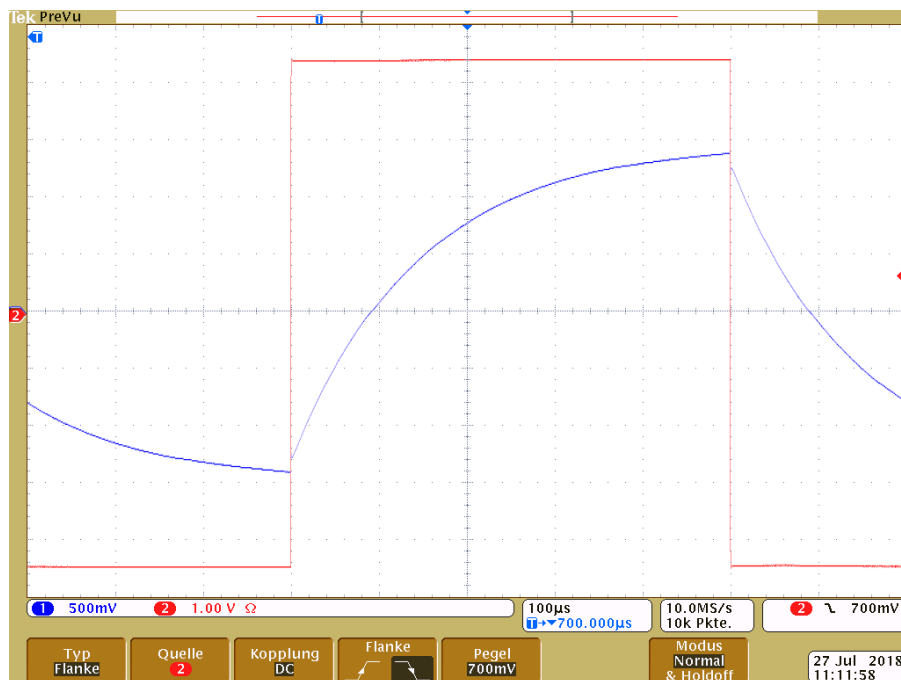 Tek PreVu
T
T
2
1 500mV 2 1.00 V Ω
100µs
T→▼700.000µs
10.0MS/s
10k Pkte.
2 ∖ 700mV
Typ
Flanke
Quelle
2
Kopplung
DC
Flanke
Pegel
700mV
Modus
Normal
& Holdoff
27 Jul 2018
11:11:58